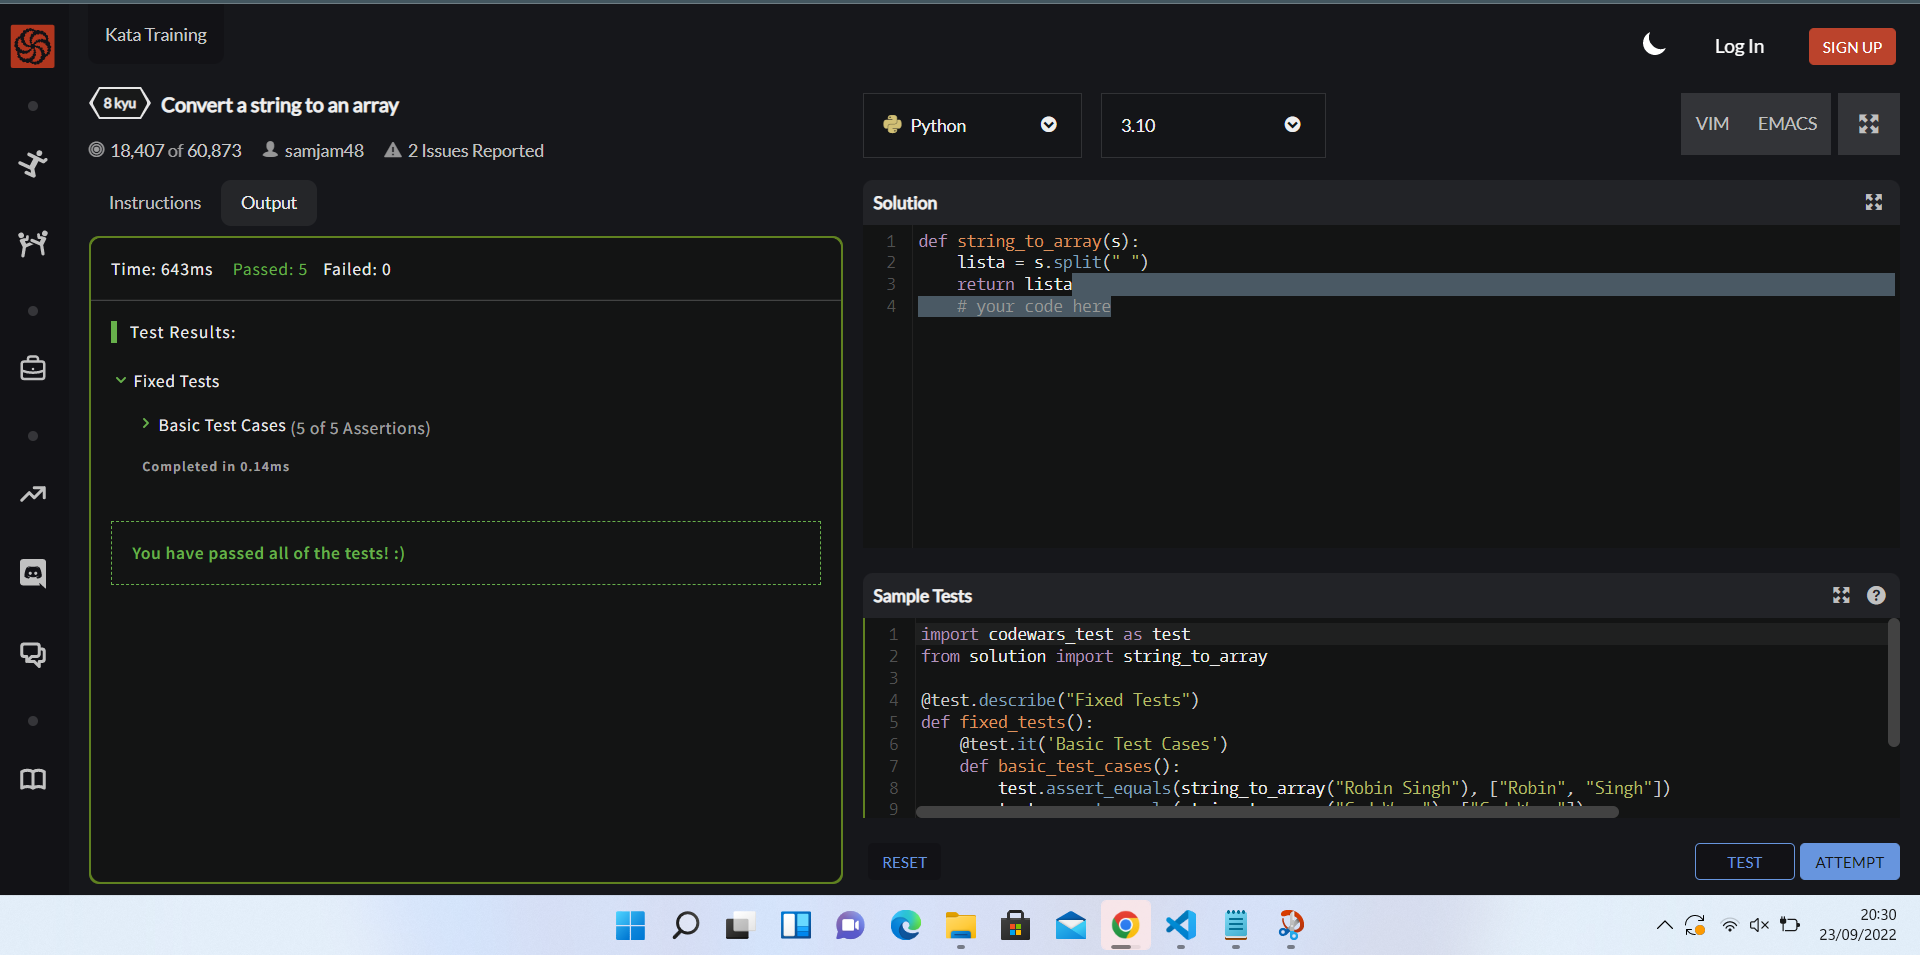 Kata Training
Log In
SIGN UP
8 kyu
Convert a string to an array
18,407 of 60,873
samjam48
2 Issues Reported
Python
3.10
VIM
EMACS
Instructions
Output
Time: 643ms
Passed: 5
Failed: 0
Test Results:
Fixed Tests
Basic Test Cases (5 of 5 Assertions)
Completed in 0.14ms
You have passed all of the tests! :)
Solution
1 def string_to_array(s):
2     lista = s.split(" ")
3     return lista
4     # your code here
Sample Tests
?
1 import codewars_test as test
2 from solution import string_to_array
3
4 @test.describe("Fixed Tests")
5 def fixed_tests():
6     @test.it('Basic Test Cases')
7     def basic_test_cases():
8         test.assert_equals(string_to_array("Robin Singh"), ["Robin", "Singh"])
9
RESET
TEST
ATTEMPT
20:30
23/09/2022